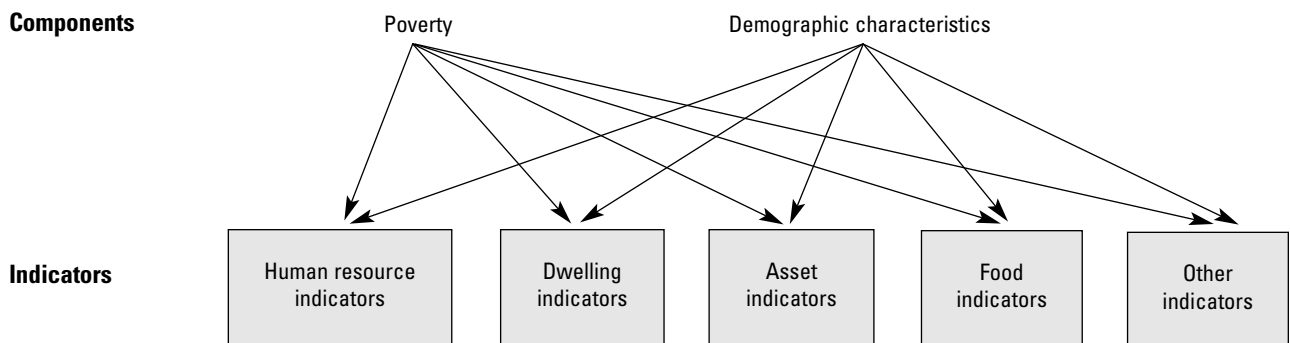 Components
Poverty
Demographic characteristics
Indicators
Human resource
indicators
Dwelling
indicators
Asset
indicators
Food
indicators
Other
indicators